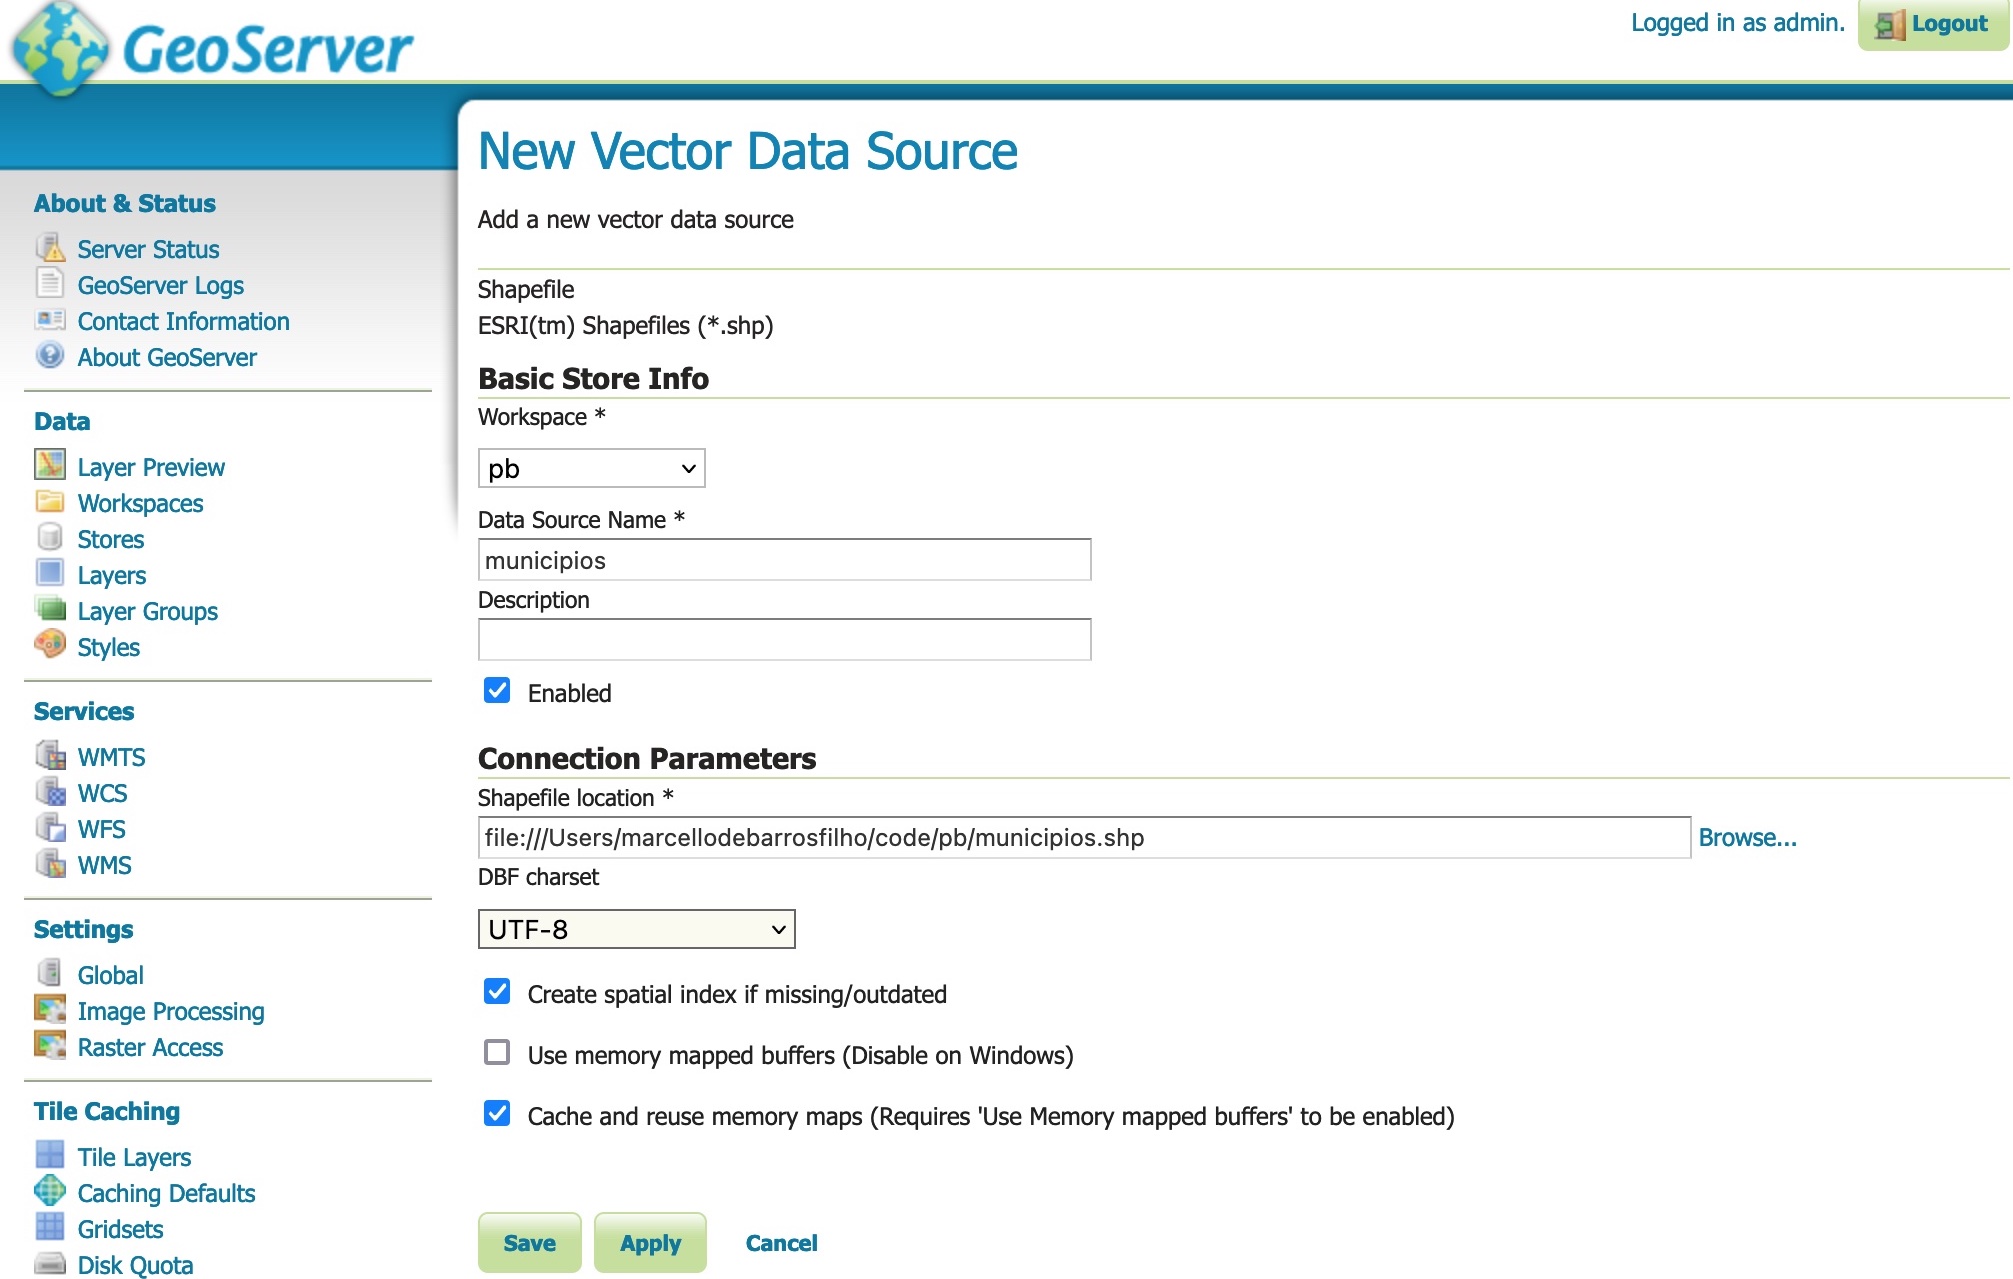 GeoServer
Logged in as admin.
Logout
About & Status
Server Status
GeoServer Logs
Contact Information
About GeoServer
Data
Layer Preview
Workspaces
Stores
Layers
Layer Groups
Styles
Services
WMTS
WCS
WFS
WMS
Settings
Global
Image Processing
Raster Access
Tile Caching
Tile Layers
Caching Defaults
Gridsets
Disk Quota
New Vector Data Source
Add a new vector data source
Shapefile
ESRI(tm) Shapefiles (*.shp)
Basic Store Info
Workspace *
pb
Data Source Name *
municipios
Description
Enabled
Connection Parameters
Shapefile location *
file:///Users/marcellodebarrosfilho/code/pb/municipios.shp Browse...
DBF charset
UTF-8
Create spatial index if missing/outdated
Use memory mapped buffers (Disable on Windows)
Cache and reuse memory maps (Requires 'Use Memory mapped buffers' to be enabled)
Save Apply Cancel